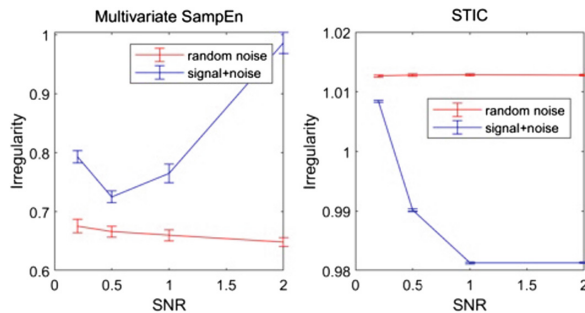 Multivariate SampEn
1
0.9
0.8
0.7
0.6
Irregularity
random noise
signal+noise
0 0.5 1 1.5 2
SNR
STIC
1.02
1.01
1
0.99
0.98
Irregularity
random noise
signal+noise
0 0.5 1 1.5 2
SNR